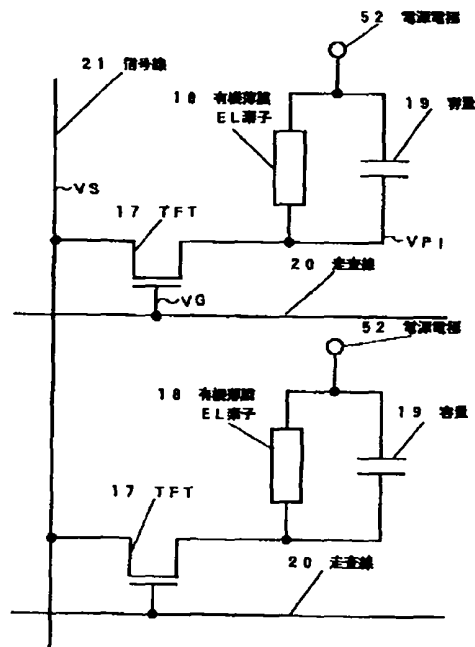 52 電源電極
21 信号線
18 有機薄膜
EL素子
19 容量
VS
17 TFT
VPI
20 走査線
VG
52 電源電極
18 有機薄膜
EL素子
19 容量
17 TFT
20 走査線